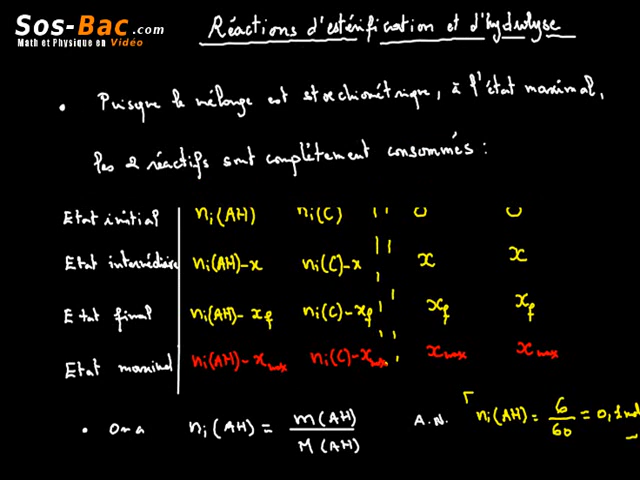 Sos-Bac.com
Math et Physique en Vidéo
Réactions d'estérification et d'hydrolyse
• Puisque le mélange est stoechiométrique, à l'état maximal,
les 2 réactifs sont complètement consommés :
Etat initial ni(AH) ni(C) 0 0
Etat intermédiaire ni(AH)-x ni(C)-x x x
Etat final ni(AH)-xf ni(C)-xf xf xf
Etat maximal ni(AH)-xmax ni(C)-xmax xmax xmax
• On a ni(AH) = m(AH)/M(AH) A.N. ni(AH) = 6/60 = 0,1 mol